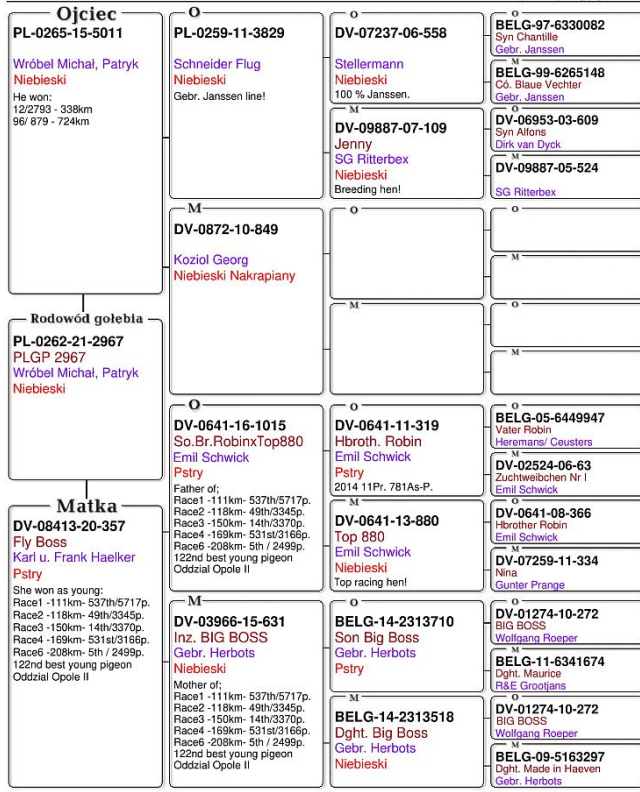 Ojciec
PL-0265-15-5011
Wróbel Michał, Patryk
Niebieski
He won:
12/2793 - 338km
96/ 879 - 724km
Rodowód gołębia
PL-0262-21-2967
PLGP 2967
Wróbel Michał, Patryk
Niebieski
Matka
DV-08413-20-357
Fly Boss
Karl u. Frank Haelker
Pstry
She won as young:
Race1 -111km- 537th/5717p.
Race2 -118km- 49th/3345p.
Race3 -150km- 14th/3370p.
Race4 -169km- 531st/3166p.
Race6 -208km- 5th / 2499p.
122nd best young pigeon
Oddzial Opole II
O
PL-0259-11-3829
Schneider Flug
Niebieski
Gebr. Janssen line!
M
DV-0872-10-849
Koziol Georg
Niebieski Nakrapiany
O
DV-0641-16-1015
So.Br.RobinxTop880
Emil Schwick
Pstry
Father of;
Race1 -111km- 537th/5717p.
Race2 -118km- 49th/3345p.
Race3 -150km- 14th/3370p.
Race4 -169km- 531st/3166p.
Race6 -208km- 5th / 2499p.
122nd best young pigeon
Oddzial Opole II
M
DV-03966-15-631
Inz. BIG BOSS
Gebr. Herbots
Niebieski
Mother of;
Race1 -111km- 537th/5717p.
Race2 -118km- 49th/3345p.
Race3 -150km- 14th/3370p.
Race4 -169km- 531st/3166p.
Race6 -208km- 5th / 2499p.
122nd best young pigeon
Oddzial Opole II
O
DV-07237-06-558
Stellermann
Niebieski
100 % Janssen.
M
DV-09887-07-109
Jenny
SG Ritterbex
Niebieski
Breeding hen!
O
M
O
DV-0641-11-319
Hbroth. Robin
Emil Schwick
Pstry
2014 11Pr. 781As-P.
M
DV-0641-13-880
Top 880
Emil Schwick
Niebieski
Top racing hen!
O
BELG-14-2313710
Son Big Boss
Gebr. Herbots
Pstry
M
BELG-14-2313518
Dght. Big Boss
Gebr. Herbots
Niebieski
O
BELG-97-6330082
Syn Chantille
Gebr. Janssen
M
BELG-99-6265148
Có. Blaue Vechter
Gebr. Janssen
O
DV-06953-03-609
Syn Alfons
Dirk van Dyck
M
DV-09887-05-524
SG Ritterbex
O
M
O
M
O
BELG-05-6449947
Vater Robin
Heremans/ Ceusters
M
DV-02524-06-63
Zuchtweibchen Nr I
Emil Schwick
O
DV-0641-08-366
Hbrother Robin
Emil Schwick
M
DV-07259-11-334
Nina
Gunter Prange
O
DV-01274-10-272
BIG BOSS
Wolfgang Roeper
M
BELG-11-6341674
Dght. Maurice
R&E Grootjans
O
DV-01274-10-272
BIG BOSS
Wolfgang Roeper
M
BELG-09-5163297
Dght. Made in Haeven
Gebr. Herbots